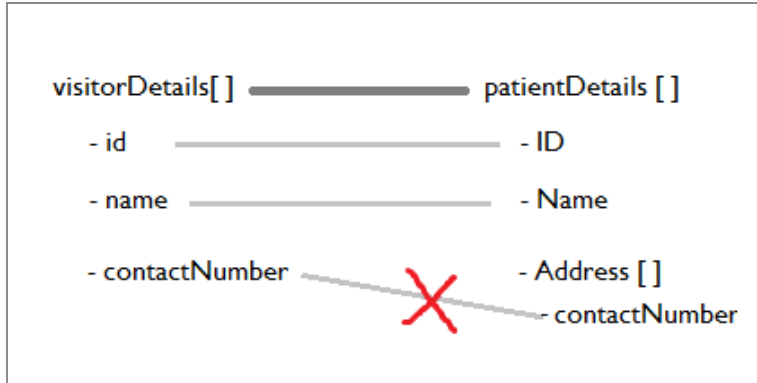 visitorDetails[ ] patientDetails [ ]
- id - ID
- name - Name
- contactNumber - Address [ ]
- contactNumber